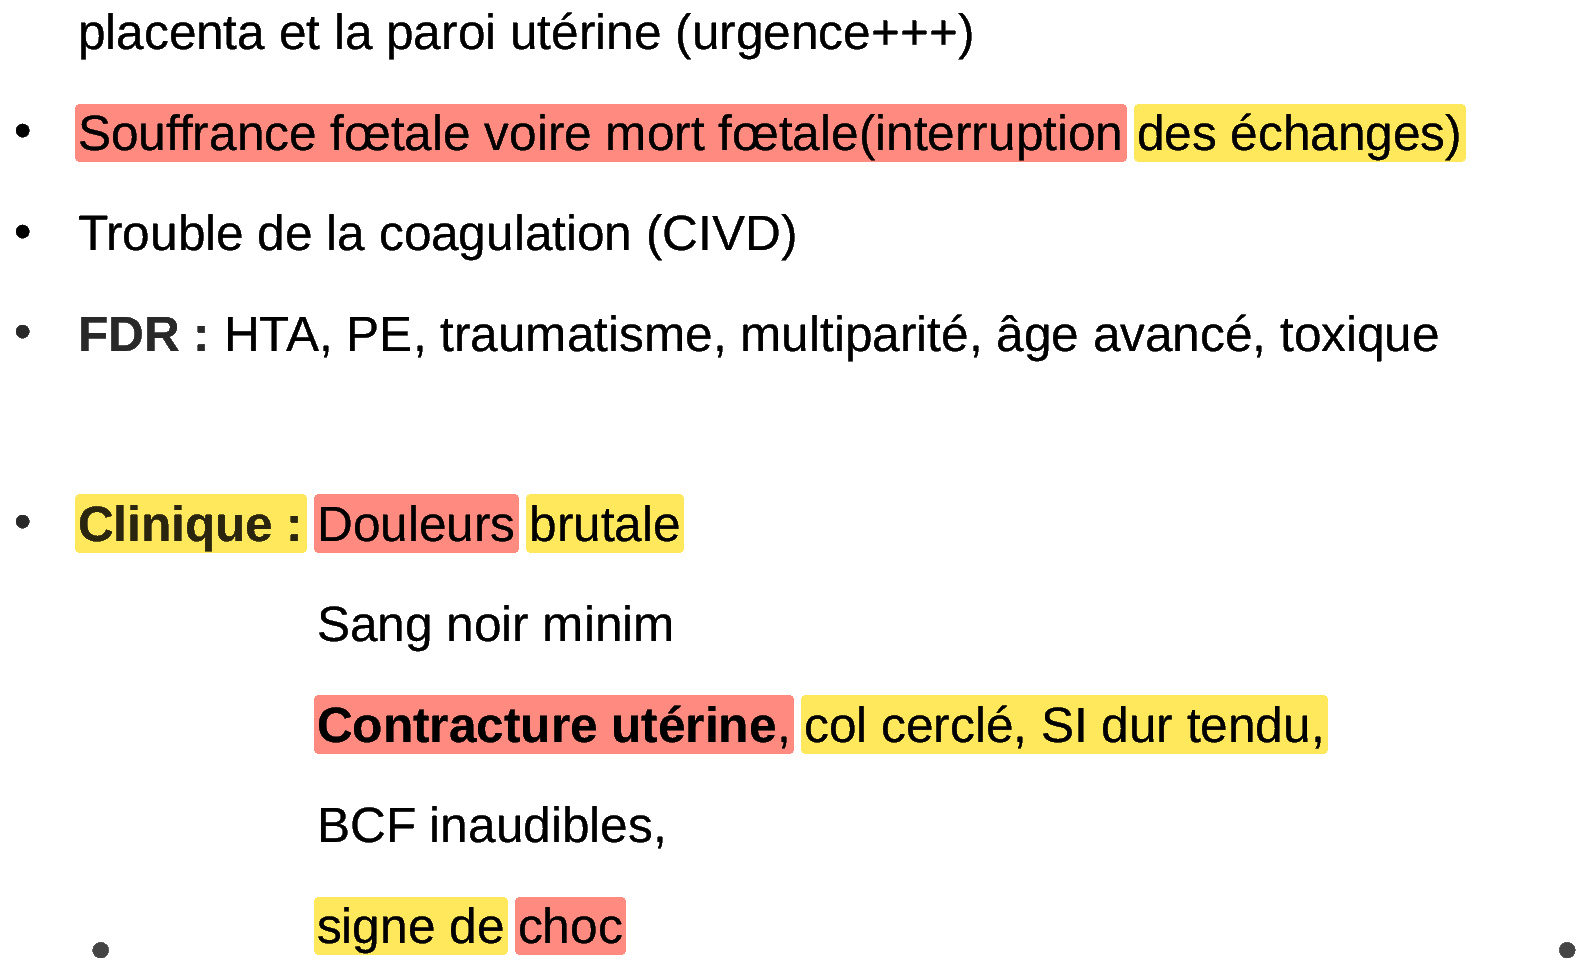 placenta et la paroi utérine (urgence+++)
• Souffrance fœtale voire mort fœtale(interruption des échanges)
• Trouble de la coagulation (CIVD)
• FDR : HTA, PE, traumatisme, multiparité, âge avancé, toxique
• Clinique : Douleurs brutale
Sang noir minim
Contracture utérine, col cerclé, SI dur tendu,
BCF inaudibles,
signe de choc